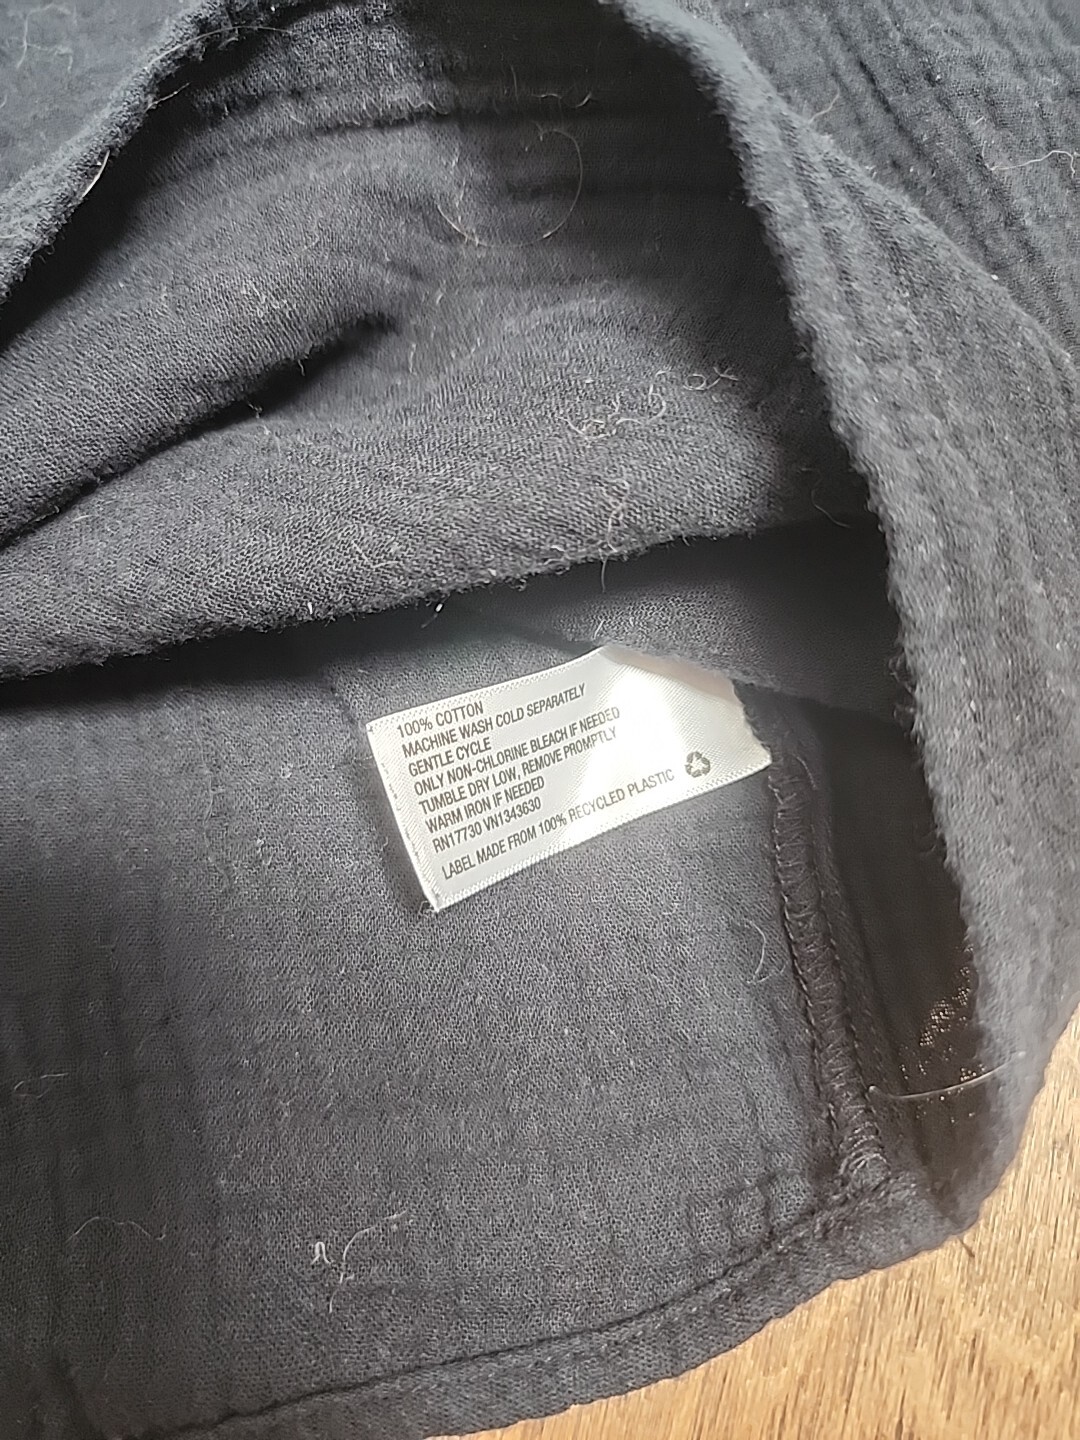 100% COTTON
MACHINE WASH COLD SEPARATELY
GENTLE CYCLE
ONLY NON-CHLORINE BLEACH IF NEEDED
TUMBLE DRY LOW, REMOVE PROMPTLY
WARM IRON IF NEEDED
RN17730 VN1343630
LABEL MADE FROM 100% RECYCLED PLASTIC